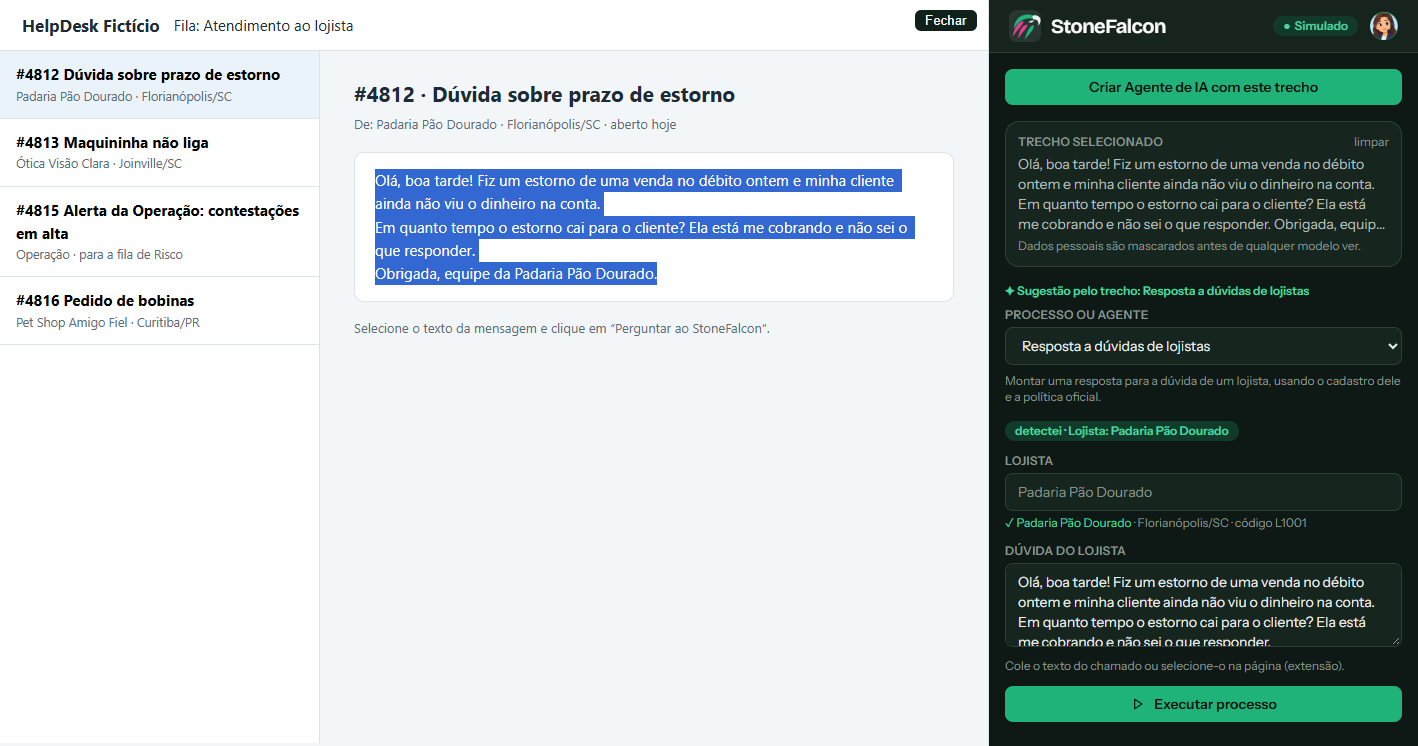 HelpDesk Fictício Fila: Atendimento ao lojista
Fechar
#4812 Dúvida sobre prazo de estorno
Padaria Pão Dourado · Florianópolis/SC
#4813 Maquininha não liga
Ótica Visão Clara · Joinville/SC
#4815 Alerta da Operação: contestações
em alta
Operação · para a fila de Risco
#4816 Pedido de bobinas
Pet Shop Amigo Fiel · Curitiba/PR
#4812 · Dúvida sobre prazo de estorno
De: Padaria Pão Dourado · Florianópolis/SC · aberto hoje
Olá, boa tarde! Fiz um estorno de uma venda no débito ontem e minha cliente
ainda não viu o dinheiro na conta.
Em quanto tempo o estorno cai para o cliente? Ela está me cobrando e não sei o
que responder.
Obrigada, equipe da Padaria Pão Dourado.
Selecione o texto da mensagem e clique em “Perguntar ao StoneFalcon”.
StoneFalcon
● Simulado
Criar Agente de IA com este trecho
TRECHO SELECIONADO limpar
Olá, boa tarde! Fiz um estorno de uma venda no débito
ontem e minha cliente ainda não viu o dinheiro na conta.
Em quanto tempo o estorno cai para o cliente? Ela está
me cobrando e não sei o que responder. Obrigada, equip...
Dados pessoais são mascarados antes de qualquer modelo ver.
✦ Sugestão pelo trecho: Resposta a dúvidas de lojistas
PROCESSO OU AGENTE
Resposta a dúvidas de lojistas
Montar uma resposta para a dúvida de um lojista, usando o cadastro dele
e a política oficial.
detectei · Lojista: Padaria Pão Dourado
LOJISTA
Padaria Pão Dourado
✓ Padaria Pão Dourado · Florianópolis/SC · código L1001
DÚVIDA DO LOJISTA
Olá, boa tarde! Fiz um estorno de uma venda no débito
ontem e minha cliente ainda não viu o dinheiro na conta.
Em quanto tempo o estorno cai para o cliente? Ela está
me cobrando e não sei o que responder.
Cole o texto do chamado ou selecione-o na página (extensão).
Executar processo